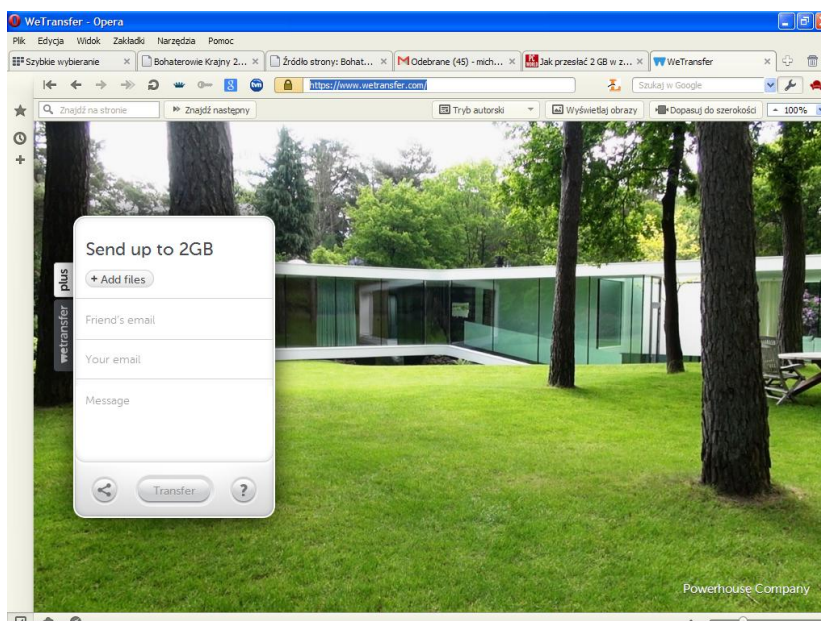 WeTransfer - Opera
Plik Edycja Widok Zakładki Narzędzia Pomoc
Szybkie wybieranie Bohaterowie Krajny 2... Źródło strony: Bohat... Odebrane (45) - mich... Jak przesłać 2 GB w z... WeTransfer
https://www.wetransfer.com/ Szukaj w Google
Znajdź na stronie Znajdź następny Tryb autorski Wyświetlaj obrazy Dopasuj do szerokości 100%
Send up to 2GB
+ Add files
plus
wetransfer
Friend's email
Your email
Message
Transfer ?
Powerhouse Company